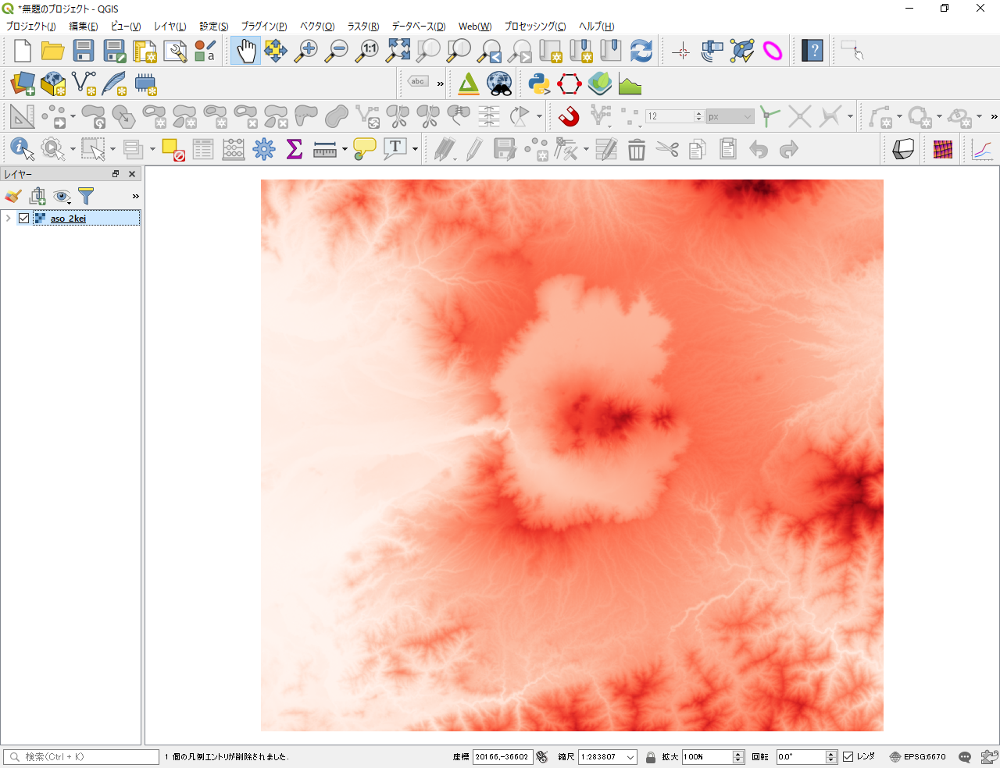 *無題のプロジェクト - QGIS
プロジェクト(J) 編集(E) ビュー(V) レイヤ(L) 設定(S) プラグイン(P) ベクタ(O) ラスタ(R) データベース(D) Web(W) プロセッシング(C) ヘルプ(H)
1:1
a
?
abc
»
12
px
»
T
レイヤー
»
aso_2kei
検索(Ctrl + K)
1 個の凡例エントリが削除されました.
座標 20166,-36602
縮尺 1:283807
拡大 100%
回転 0.0°
レンダ
EPSG:6670